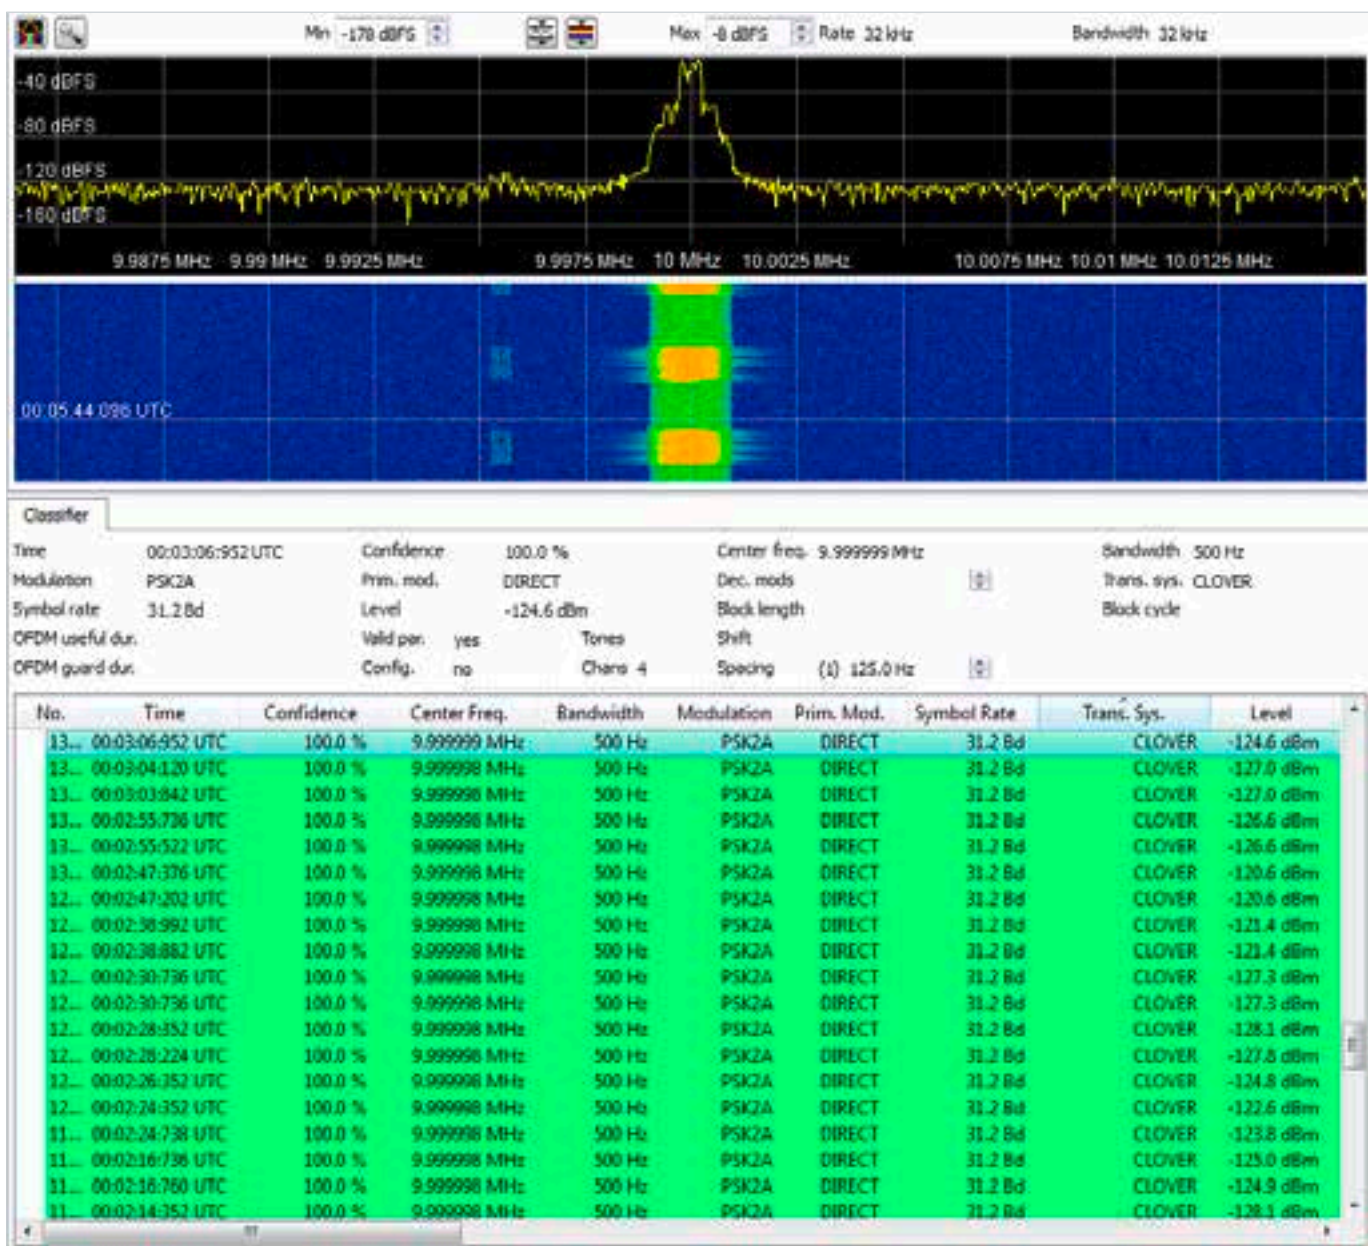 Min -178 dBFS Max -8 dBFS Rate 32 kHz Bandwidth 32 kHz
-40 dBFS
-80 dBFS
-120 dBFS
-160 dBFS
9.9875 MHz 9.99 MHz 9.9925 MHz 9.9975 MHz 10 MHz 10.0025 MHz 10.0075 MHz 10.01 MHz 10.0125 MHz
00:05:44:096 UTC
Classifier
Time 00:03:06:952 UTC Confidence 100.0 % Center freq. 9.999999 MHz Bandwidth 500 Hz
Modulation PSK2A Prim. mod. DIRECT Dec. mods Trans. sys. CLOVER
Symbol rate 31.2 Bd Level -124.6 dBm Block length Block cycle
OFDM useful dur. Valid par. yes Tones Shift
OFDM guard dur. Config. no Chans 4 Spacing (1) 125.0 Hz
No. Time Confidence Center Freq. Bandwidth Modulation Prim. Mod. Symbol Rate Trans. Sys. Level
13... 00:03:06:952 UTC 100.0 % 9.999999 MHz 500 Hz PSK2A DIRECT 31.2 Bd CLOVER -124.6 dBm
13... 00:03:04:120 UTC 100.0 % 9.999998 MHz 500 Hz PSK2A DIRECT 31.2 Bd CLOVER -127.0 dBm
13... 00:03:03:842 UTC 100.0 % 9.999998 MHz 500 Hz PSK2A DIRECT 31.2 Bd CLOVER -127.0 dBm
13... 00:02:55:736 UTC 100.0 % 9.999998 MHz 500 Hz PSK2A DIRECT 31.2 Bd CLOVER -126.6 dBm
13... 00:02:55:522 UTC 100.0 % 9.999998 MHz 500 Hz PSK2A DIRECT 31.2 Bd CLOVER -126.6 dBm
13... 00:02:47:376 UTC 100.0 % 9.999998 MHz 500 Hz PSK2A DIRECT 31.2 Bd CLOVER -120.6 dBm
12... 00:02:47:202 UTC 100.0 % 9.999998 MHz 500 Hz PSK2A DIRECT 31.2 Bd CLOVER -120.6 dBm
12... 00:02:38:992 UTC 100.0 % 9.999998 MHz 500 Hz PSK2A DIRECT 31.2 Bd CLOVER -121.4 dBm
12... 00:02:38:882 UTC 100.0 % 9.999998 MHz 500 Hz PSK2A DIRECT 31.2 Bd CLOVER -121.4 dBm
12... 00:02:30:736 UTC 100.0 % 9.999998 MHz 500 Hz PSK2A DIRECT 31.2 Bd CLOVER -127.3 dBm
12... 00:02:30:736 UTC 100.0 % 9.999998 MHz 500 Hz PSK2A DIRECT 31.2 Bd CLOVER -127.3 dBm
12... 00:02:28:352 UTC 100.0 % 9.999998 MHz 500 Hz PSK2A DIRECT 31.2 Bd CLOVER -128.1 dBm
12... 00:02:28:224 UTC 100.0 % 9.999998 MHz 500 Hz PSK2A DIRECT 31.2 Bd CLOVER -127.8 dBm
12... 00:02:26:352 UTC 100.0 % 9.999998 MHz 500 Hz PSK2A DIRECT 31.2 Bd CLOVER -124.8 dBm
12... 00:02:24:352 UTC 100.0 % 9.999998 MHz 500 Hz PSK2A DIRECT 31.2 Bd CLOVER -122.6 dBm
11... 00:02:24:738 UTC 100.0 % 9.999998 MHz 500 Hz PSK2A DIRECT 31.2 Bd CLOVER -123.8 dBm
11... 00:02:16:736 UTC 100.0 % 9.999998 MHz 500 Hz PSK2A DIRECT 31.2 Bd CLOVER -125.0 dBm
11... 00:02:16:760 UTC 100.0 % 9.999998 MHz 500 Hz PSK2A DIRECT 31.2 Bd CLOVER -124.9 dBm
11... 00:02:14:352 UTC 100.0 % 9.999998 MHz 500 Hz PSK2A DIRECT 31.2 Bd CLOVER -128.1 dBm